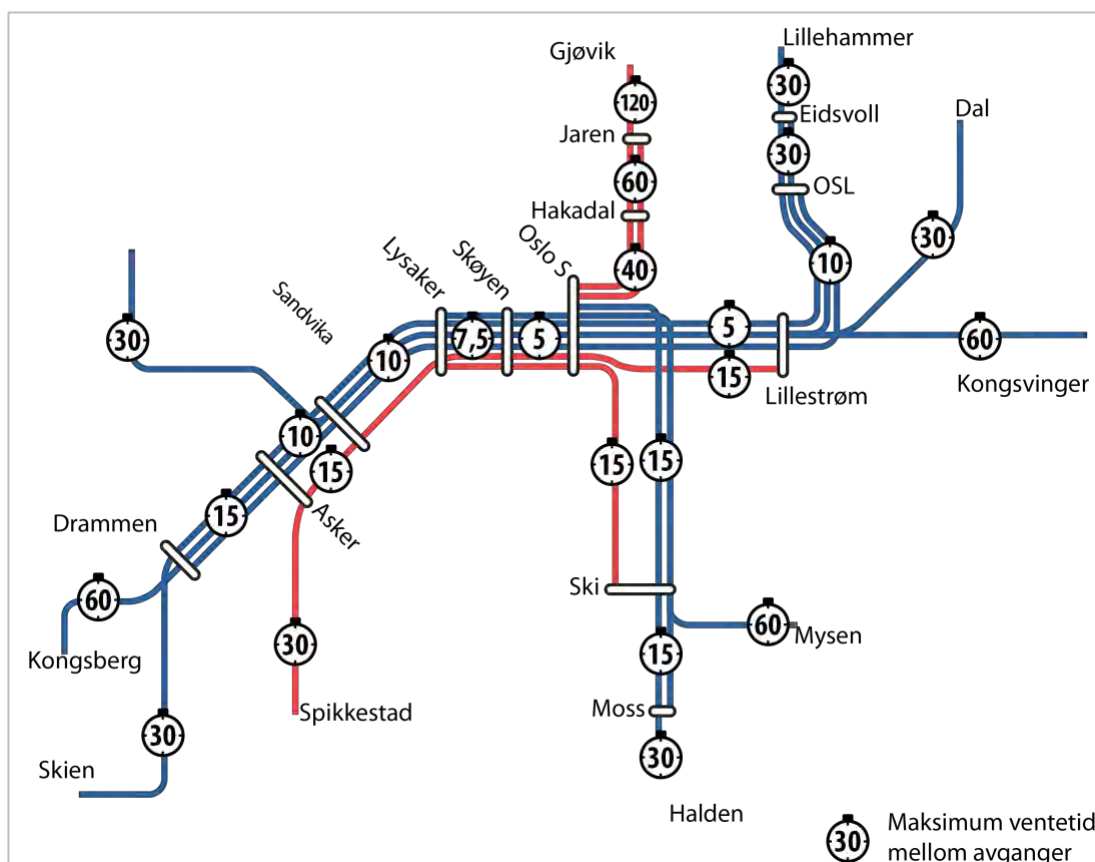 Lillehammer
Gjøvik
30
Dal
120
Eidsvoll
Jaren
30
60
OSL
Hakadal
Oslo S
Skøyen
Lysaker
30
40
10
Sandvika
30
10
7,5
5
5
60
15
Lillestrøm
Kongsvinger
10
15
15
15
Drammen
15
Asker
60
Ski
Kongsberg
30
15
60
Mysen
Spikkestad
Moss
30
30
Skien
Halden
30
Maksimum ventetid
mellom avganger